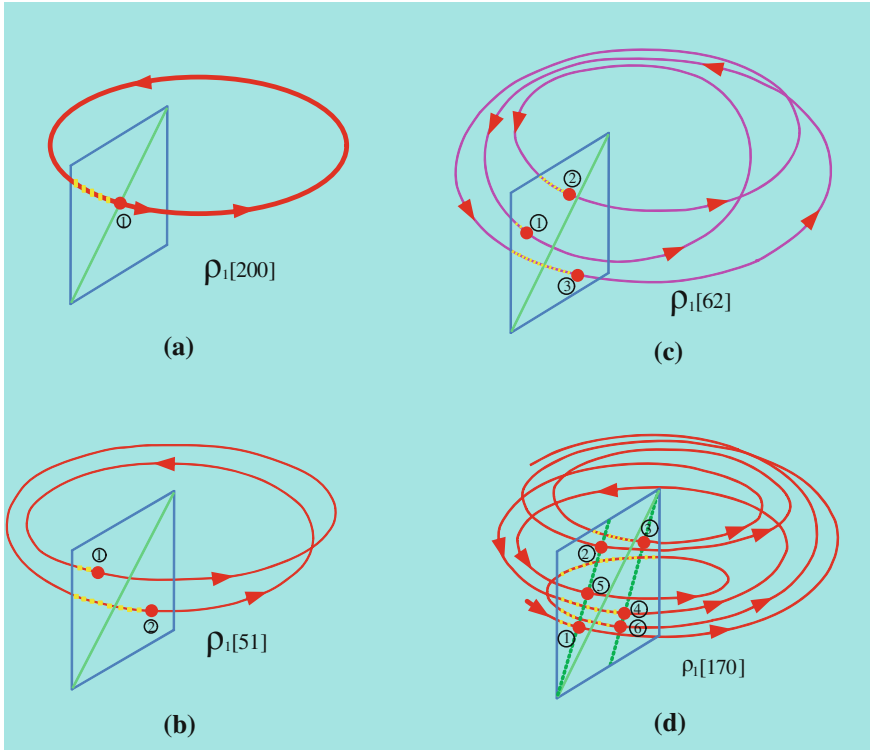 ①
ρ₁[200]
(a)
②
①
③
ρ₁[62]
(c)
①
②
ρ₁[51]
(b)
③
②
⑤
④
①
⑥
ρ₁[170]
(d)